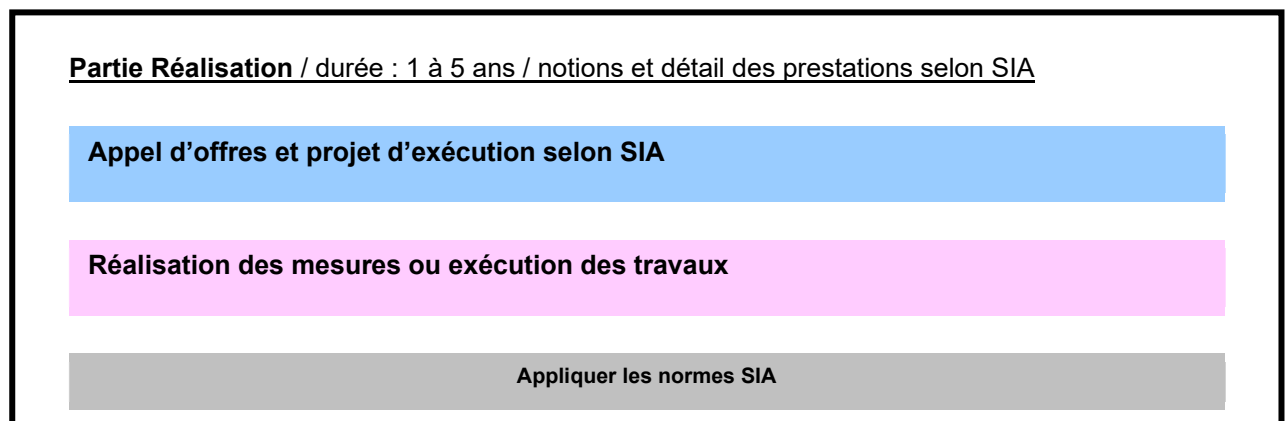 Partie Réalisation / durée : 1 à 5 ans / notions et détail des prestations selon SIA
Appel d’offres et projet d’exécution selon SIA
Réalisation des mesures ou exécution des travaux
Appliquer les normes SIA